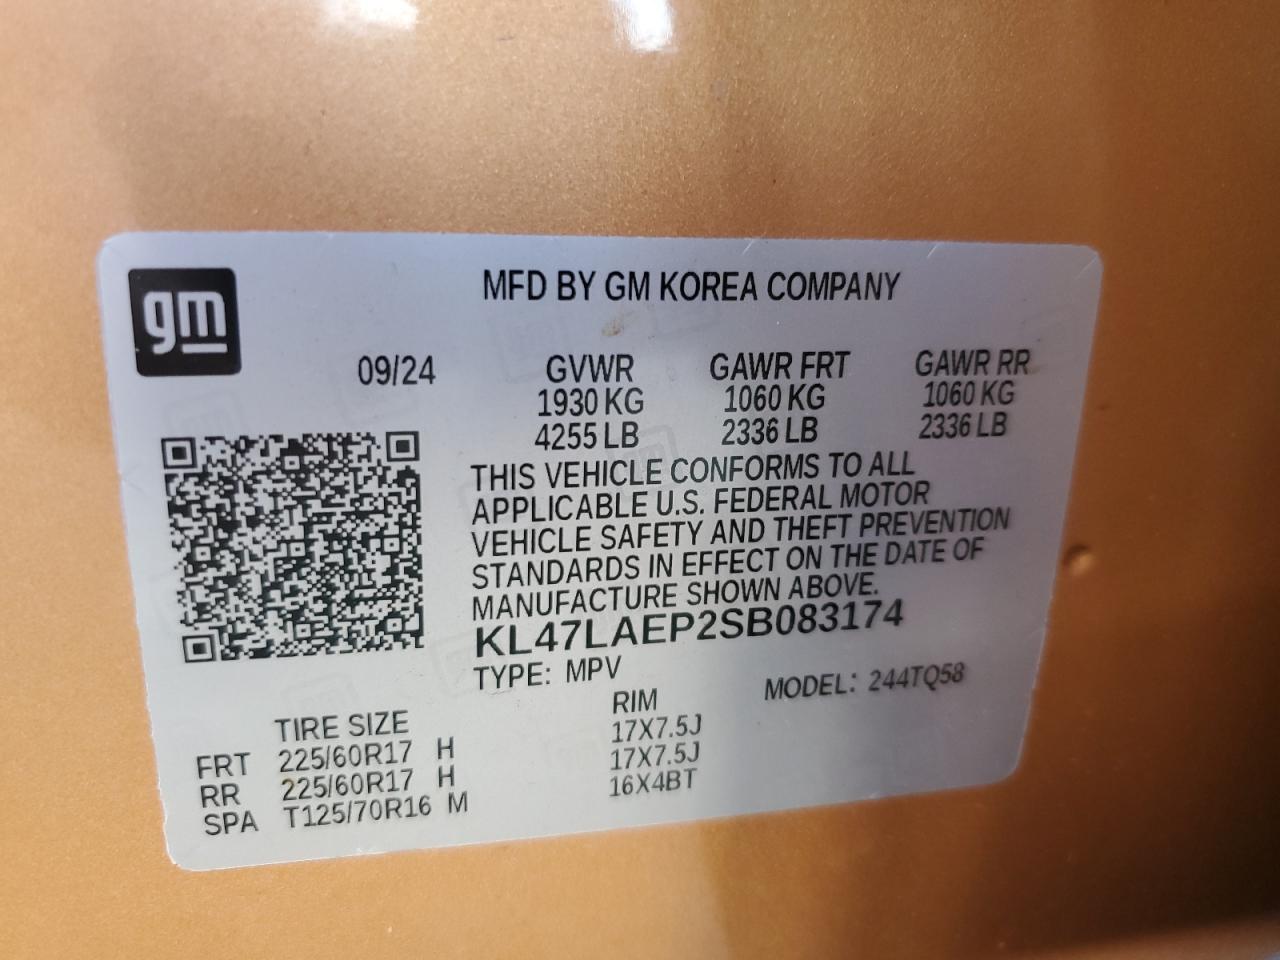 gm
MFD BY GM KOREA COMPANY
09/24 GVWR GAWR FRT GAWR RR
1930 KG 1060 KG 1060 KG
4255 LB 2336 LB 2336 LB
THIS VEHICLE CONFORMS TO ALL
APPLICABLE U.S. FEDERAL MOTOR
VEHICLE SAFETY AND THEFT PREVENTION
STANDARDS IN EFFECT ON THE DATE OF
MANUFACTURE SHOWN ABOVE.
KL47LAEP2SB083174
TYPE: MPV MODEL: 244TQ58
TIRE SIZE RIM
FRT 225/60R17 H 17X7.5J
RR 225/60R17 H 17X7.5J
SPA T125/70R16 M 16X4BT